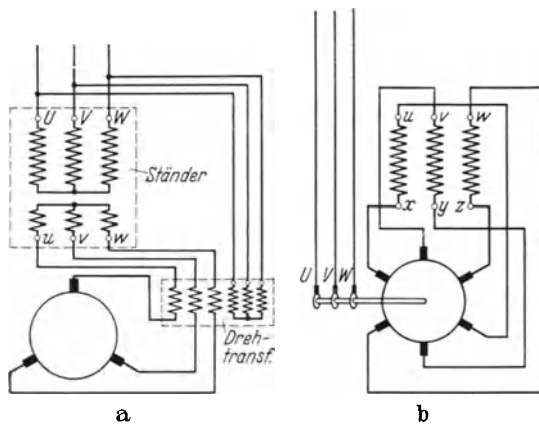 U V W
Ständer
u v w
Dreh-
transf.
a
u v w
x y z
U V W
b